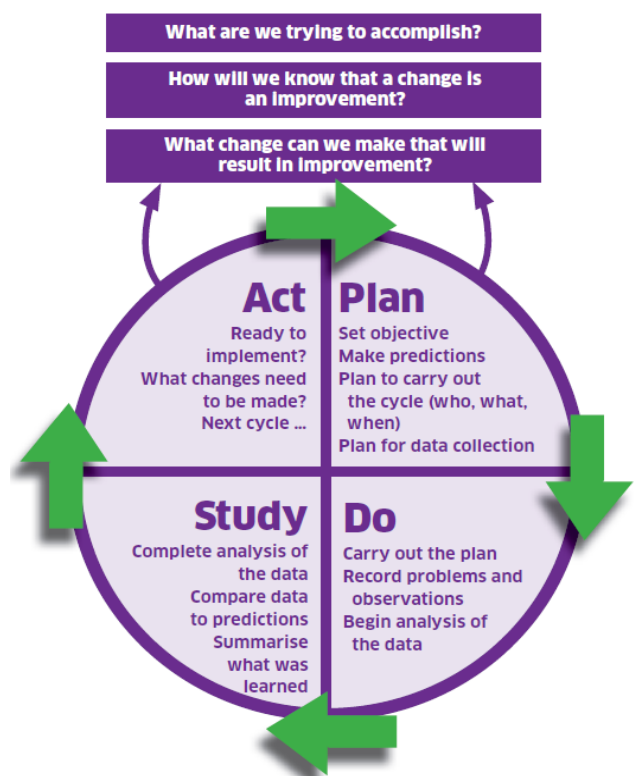 What are we trying to accomplish?
How will we know that a change is
an improvement?
What change can we make that will
result in improvement?
Act
Ready to
implement?
What changes need
to be made?
Next cycle ...
Plan
Set objective
Make predictions
Plan to carry out
the cycle (who, what,
when)
Plan for data collection
Study
Complete analysis of
the data
Compare data
to predictions
Summarise
what was
learned
Do
Carry out the plan
Record problems and
observations
Begin analysis of
the data